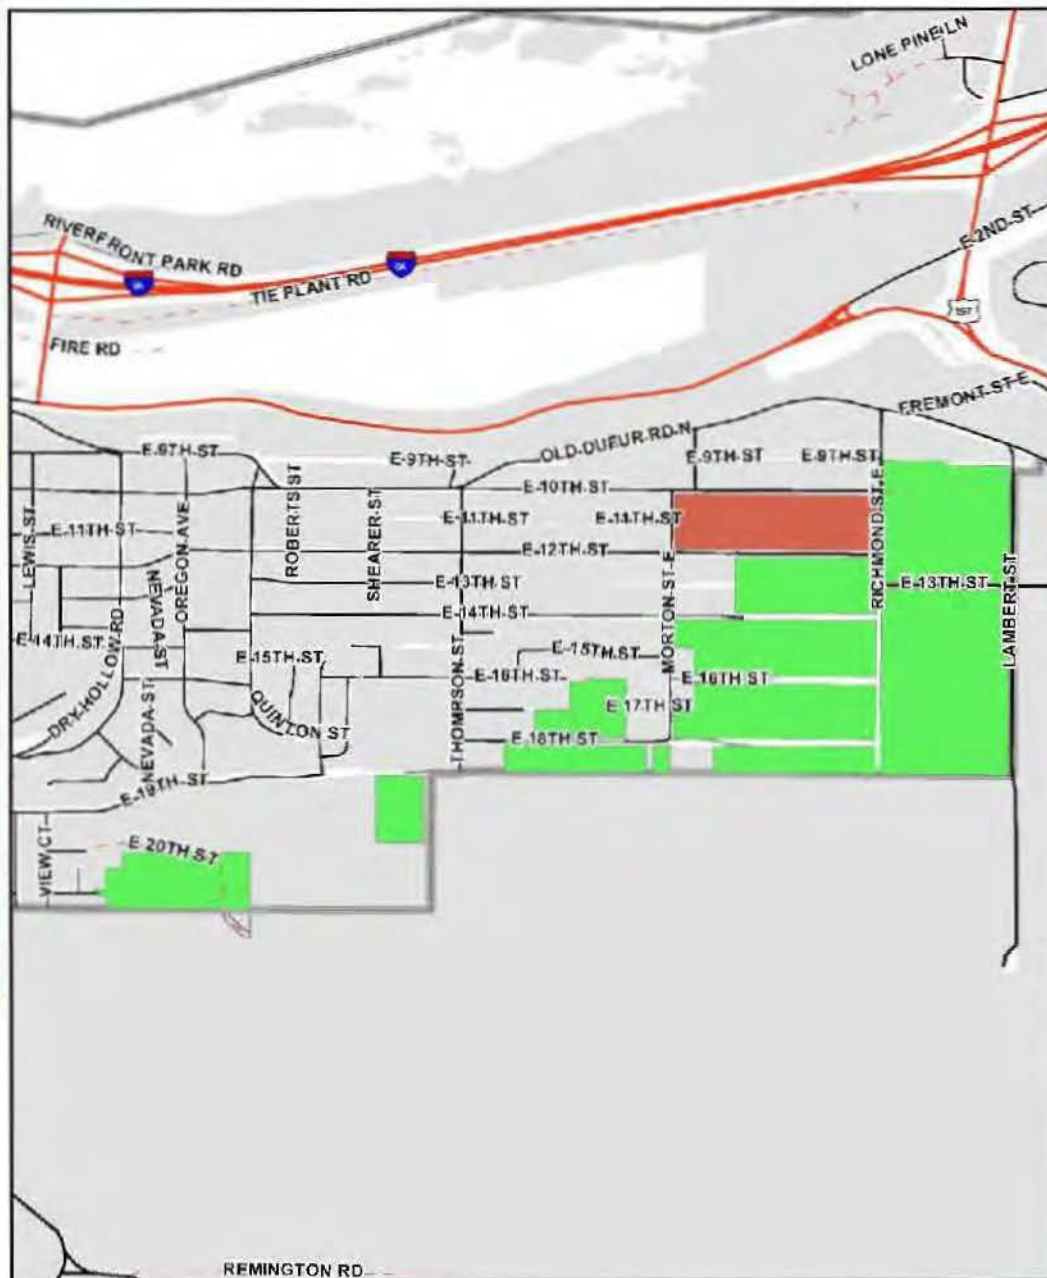 LONE PINE LN
RIVERFRONT PARK RD
E 2ND ST
TIE PLANT RD
197
FIRE RD
FREMONT ST E
E 9TH ST
E 9TH ST
OLD DUFUR RD N
E 9TH ST
E 9TH ST
E 10TH ST
LEWIS ST
E 11TH ST
OREGON AVE
ROBERTS ST
SHEARER ST
E 11TH ST
E 11TH ST
RICHMOND ST E
E 12TH ST
NEVADA ST
E 13TH ST
E 13TH ST
LAMBERT ST
E 14TH ST
MORTON ST E
E 14TH ST
DRY HOLLOW RD
E 15TH ST
E 15TH ST
THOMPSON ST
E 16TH ST
E 16TH ST
NEVADA ST
QUINTON ST
E 17TH ST
E 18TH ST
E 19TH ST
VIEW CT
E 20TH ST
REMINGTON RD